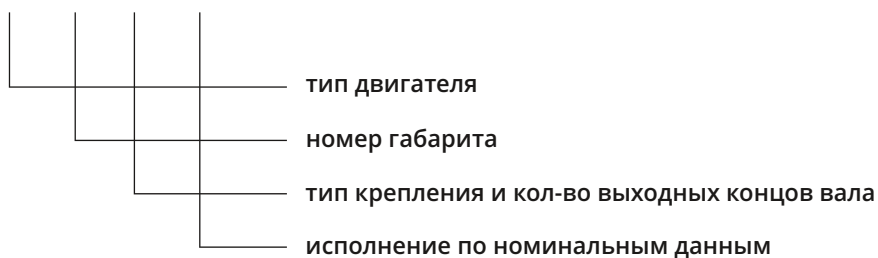 тип двигателя
номер габарита
тип крепления и кол-во выходных концов вала
исполнение по номинальным данным